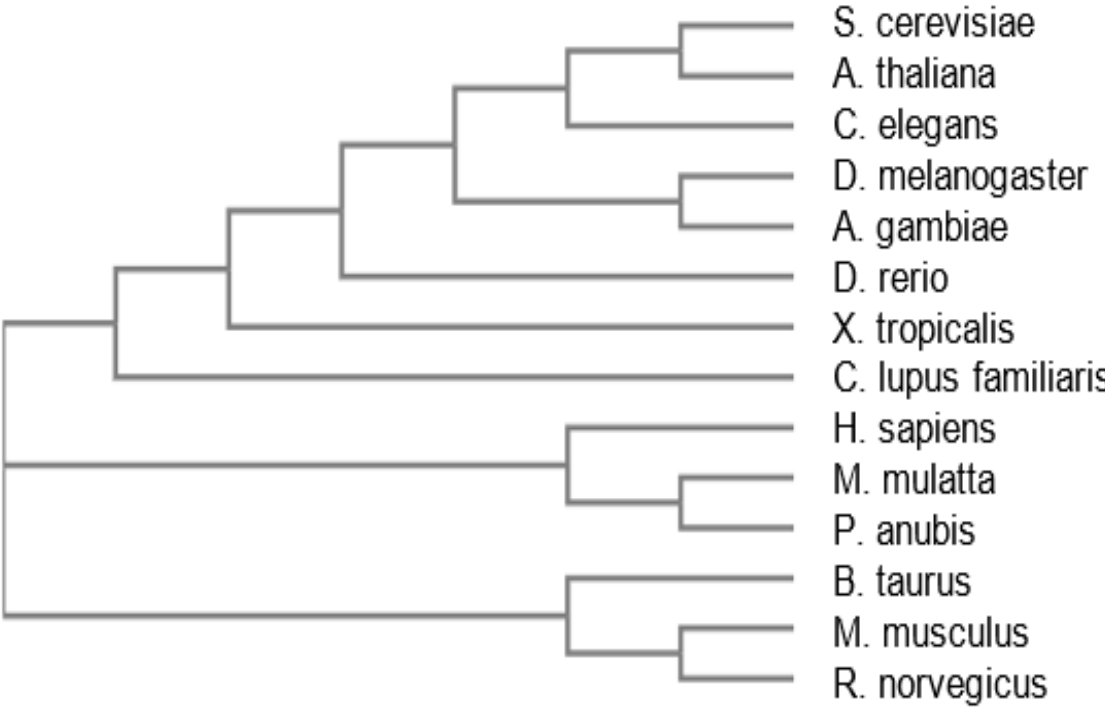 S. cerevisiae
A. thaliana
C. elegans
D. melanogaster
A. gambiae
D. rerio
X. tropicalis
C. lupus familiaris
H. sapiens
M. mulatta
P. anubis
B. taurus
M. musculus
R. norvegicus